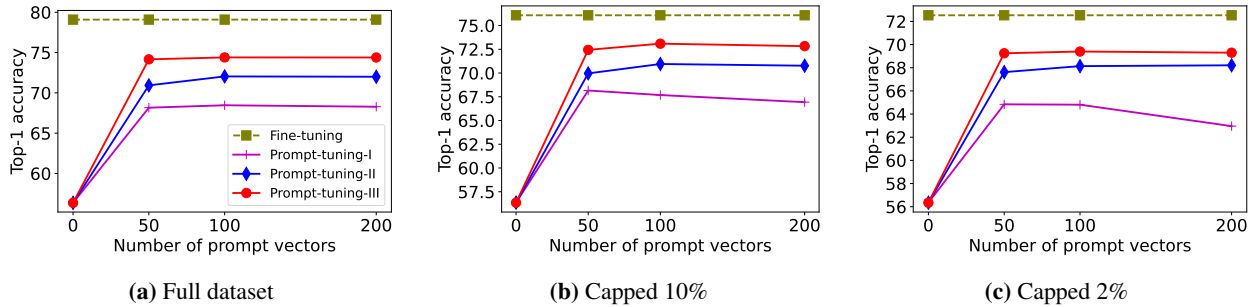 80
75
70
65
60
Top-1 accuracy
0 50 100 200
Number of prompt vectors
Fine-tuning
Prompt-tuning-I
Prompt-tuning-II
Prompt-tuning-III
(a) Full dataset
75.0
72.5
70.0
67.5
65.0
62.5
60.0
57.5
Top-1 accuracy
0 50 100 200
Number of prompt vectors
(b) Capped 10%
72
70
68
66
64
62
60
58
56
Top-1 accuracy
0 50 100 200
Number of prompt vectors
(c) Capped 2%